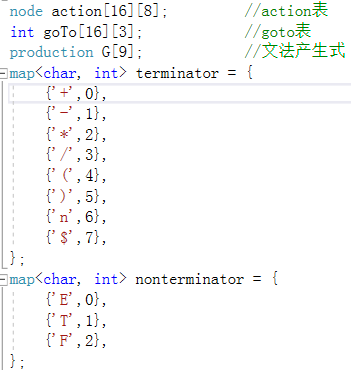 node action[16][8];          //action表
int goTo[16][3];             //goto表
production G[9];             //文法产生式
map<char, int> terminator = {
    {'+',0},
    {'-',1},
    {'*',2},
    {'/',3},
    {'(',4},
    {')',5},
    {'n',6},
    {'$',7},
};
map<char, int> nonterminator = {
    {'E',0},
    {'T',1},
    {'F',2},
};